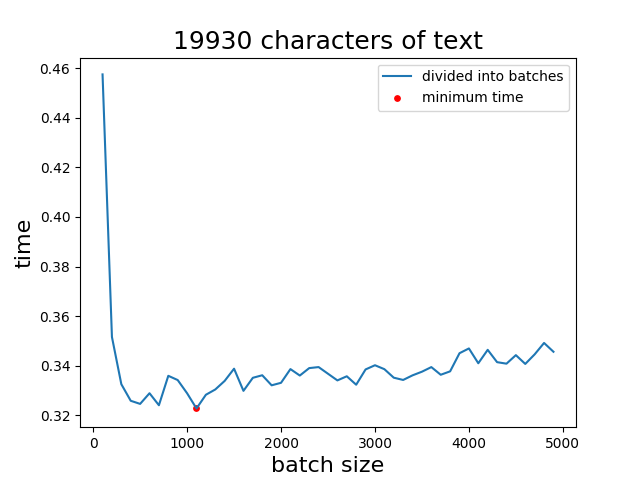 19930 characters of text
divided into batches
minimum time
time
0.46
0.44
0.42
0.40
0.38
0.36
0.34
0.32
0
1000
2000
3000
4000
5000
batch size